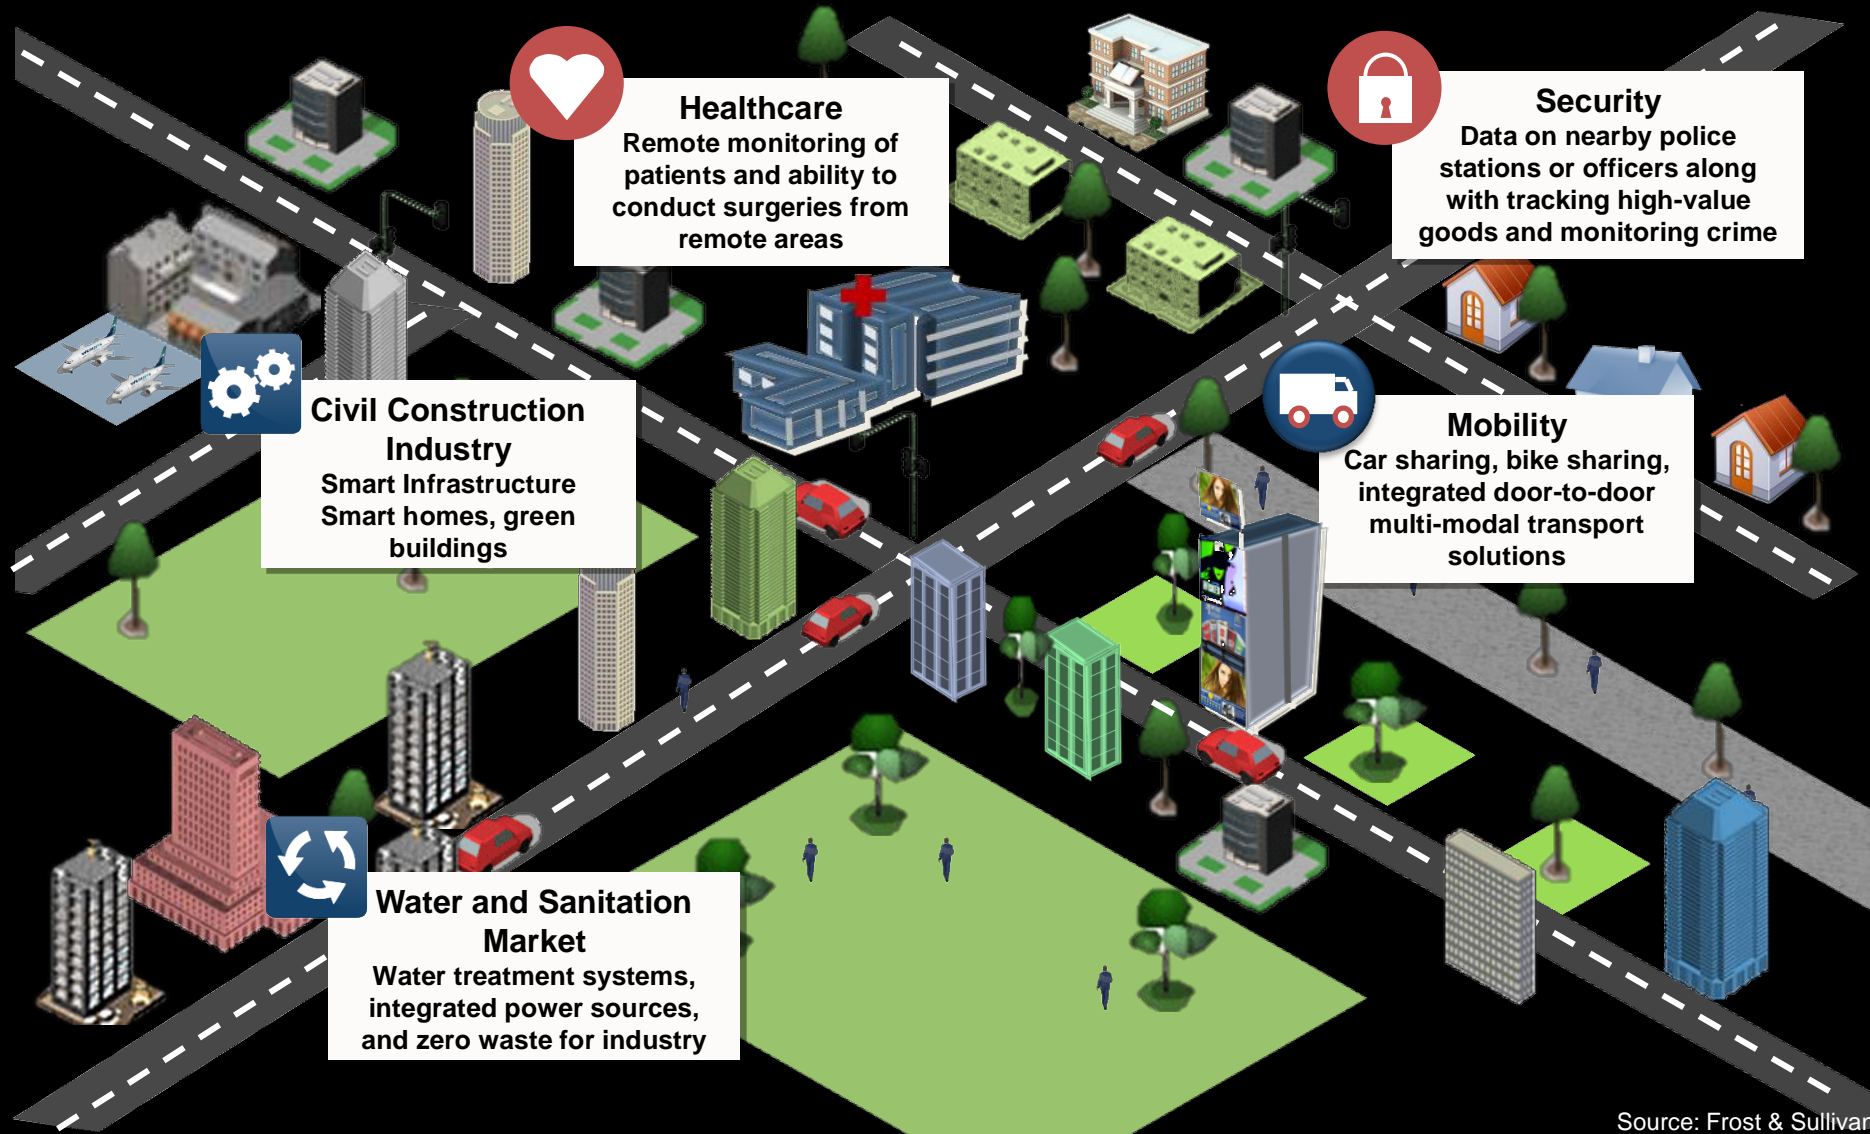 Healthcare
Remote monitoring of
patients and ability to
conduct surgeries from
remote areas
Security
Data on nearby police
stations or officers along
with tracking high-value
goods and monitoring crime
Civil Construction
Industry
Smart Infrastructure
Smart homes, green
buildings
Mobility
Car sharing, bike sharing,
integrated door-to-door
multi-modal transport
solutions
Water and Sanitation
Market
Water treatment systems,
integrated power sources,
and zero waste for industry
Source: Frost & Sullivan